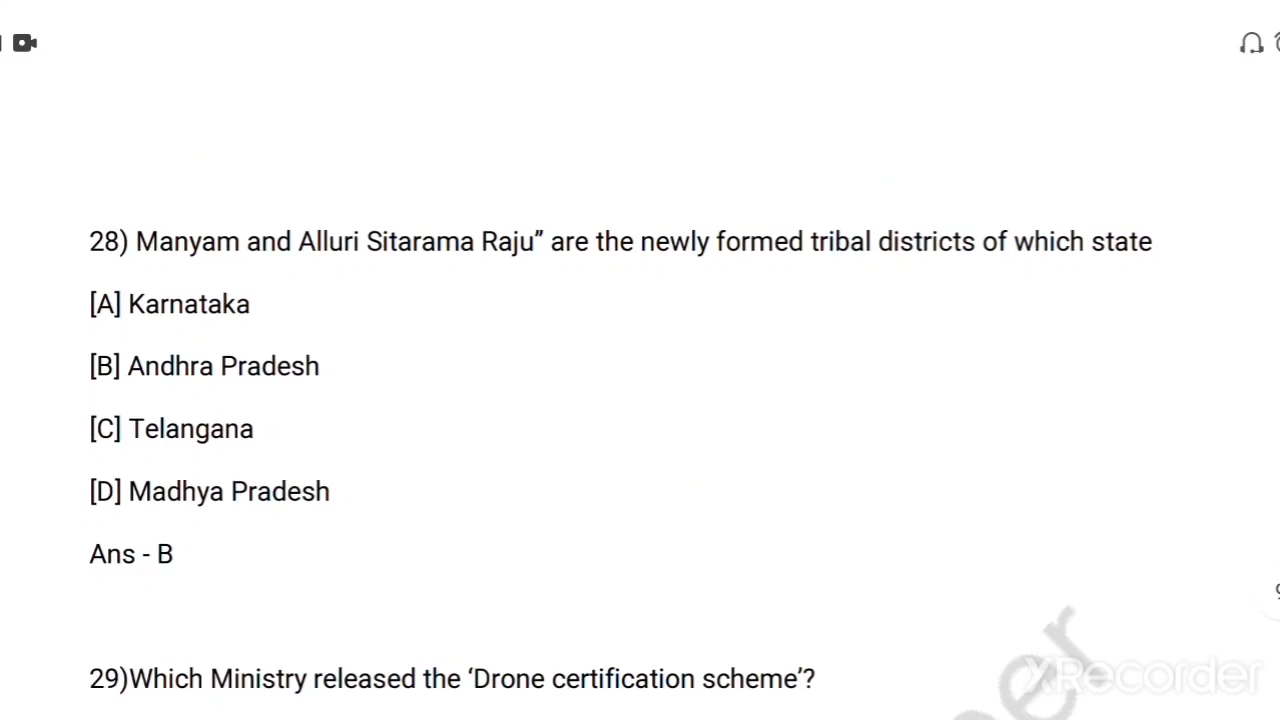 28) Manyam and Alluri Sitarama Raju” are the newly formed tribal districts of which state
[A] Karnataka
[B] Andhra Pradesh
[C] Telangana
[D] Madhya Pradesh
Ans - B
29)Which Ministry released the ‘Drone certification scheme’?
XRecorder